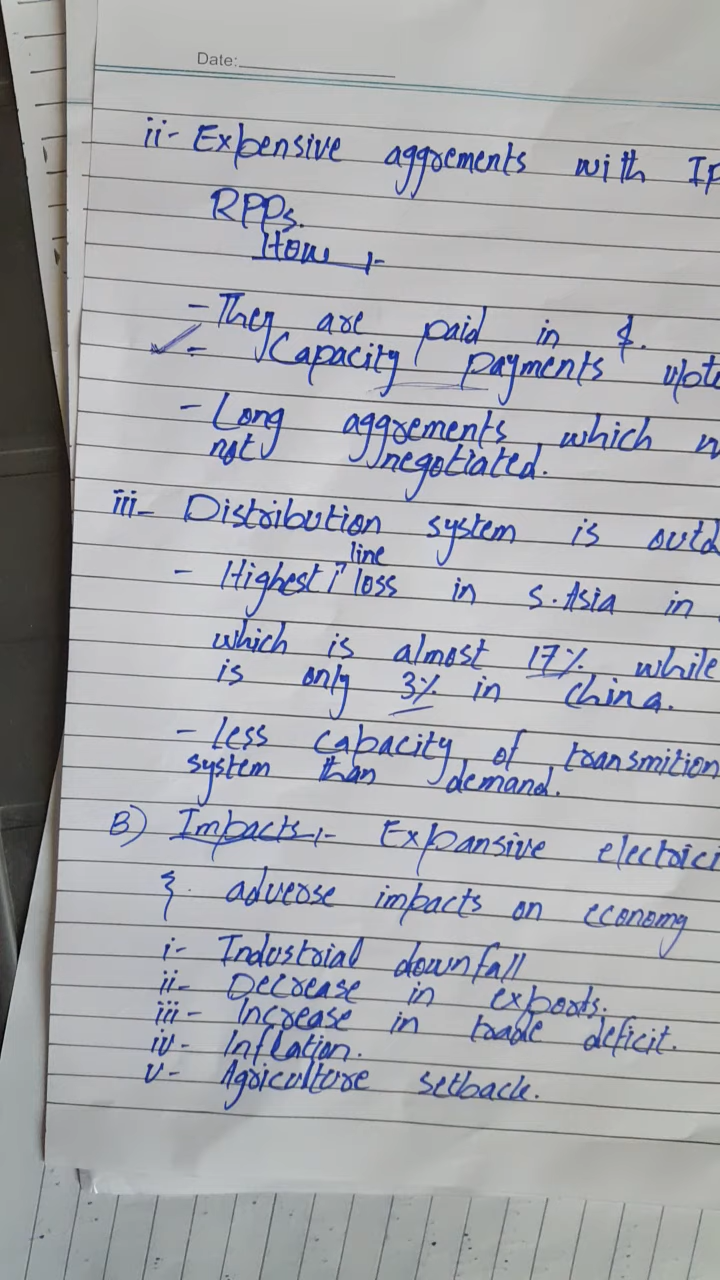 Date:
ii- Expensive aggrements with IP
RPPs.
How :-
- They are paid in $.
- Capacity payments upto
- Long aggrements which
not negotiated.
iii- Distribution system is outd
line
- Highest loss in S.Asia in
which is almost 17% while
is only 3% in China.
- Less capacity of transmition
system than demand.
B) Impacts:- Expansive electrici
& adverse impacts on economy
i- Industrial downfall
ii- Decrease in exports.
iii- Increase in trade deficit.
iv- Inflation.
v- Agriculture setback.